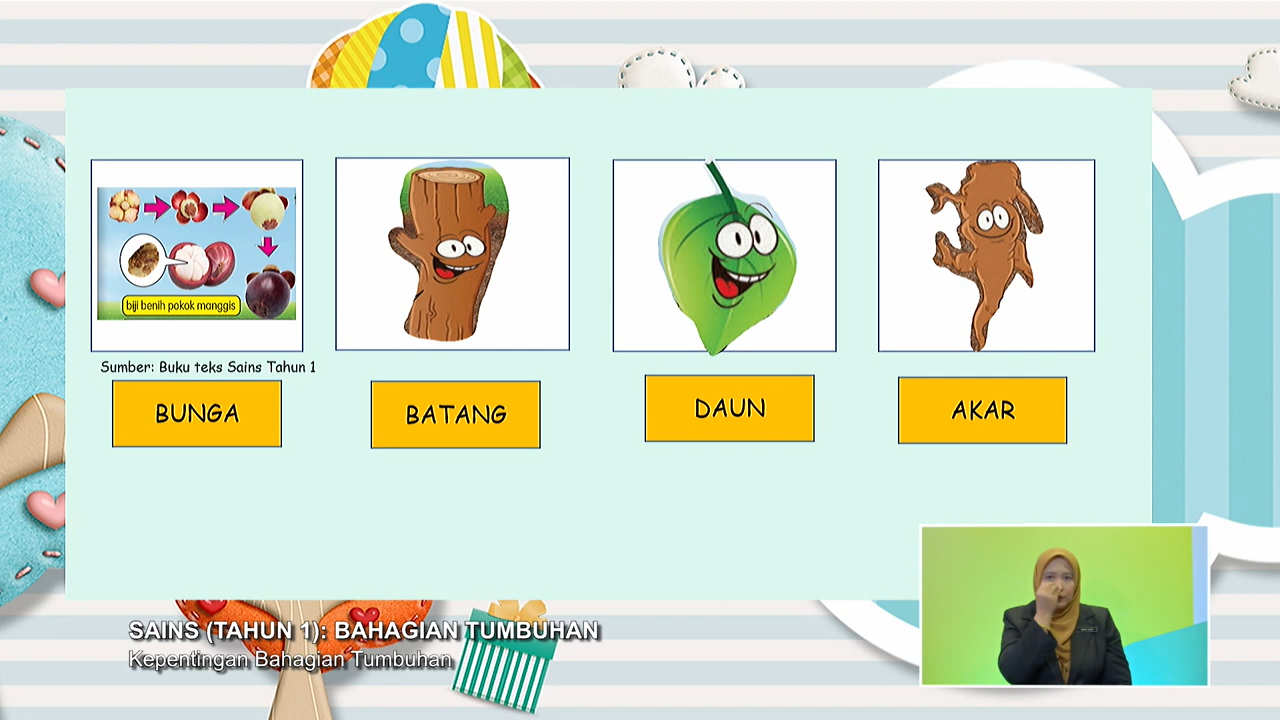 biji benih pokok manggis
Sumber: Buku teks Sains Tahun 1
BUNGA
BATANG
DAUN
AKAR
SAINS (TAHUN 1): BAHAGIAN TUMBUHAN
Kepentingan Bahagian Tumbuhan